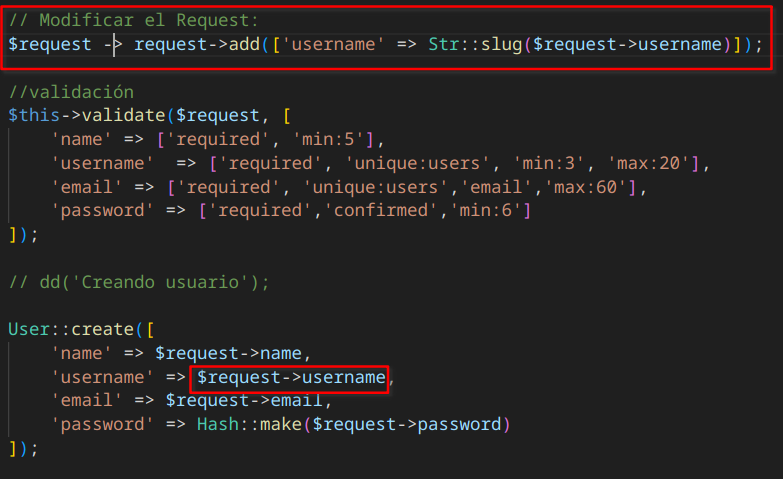 // Modificar el Request:
$request -> request->add(['username' => Str::slug($request->username)]);
//validación
$this->validate($request, [
'name' => ['required', 'min:5'],
'username'  => ['required', 'unique:users', 'min:3', 'max:20'],
'email' => ['required', 'unique:users','email','max:60'],
'password' => ['required','confirmed','min:6']
]);
// dd('Creando usuario');
User::create([
'name' => $request->name,
'username' => $request->username,
'email' => $request->email,
'password' => Hash::make($request->password)
]);